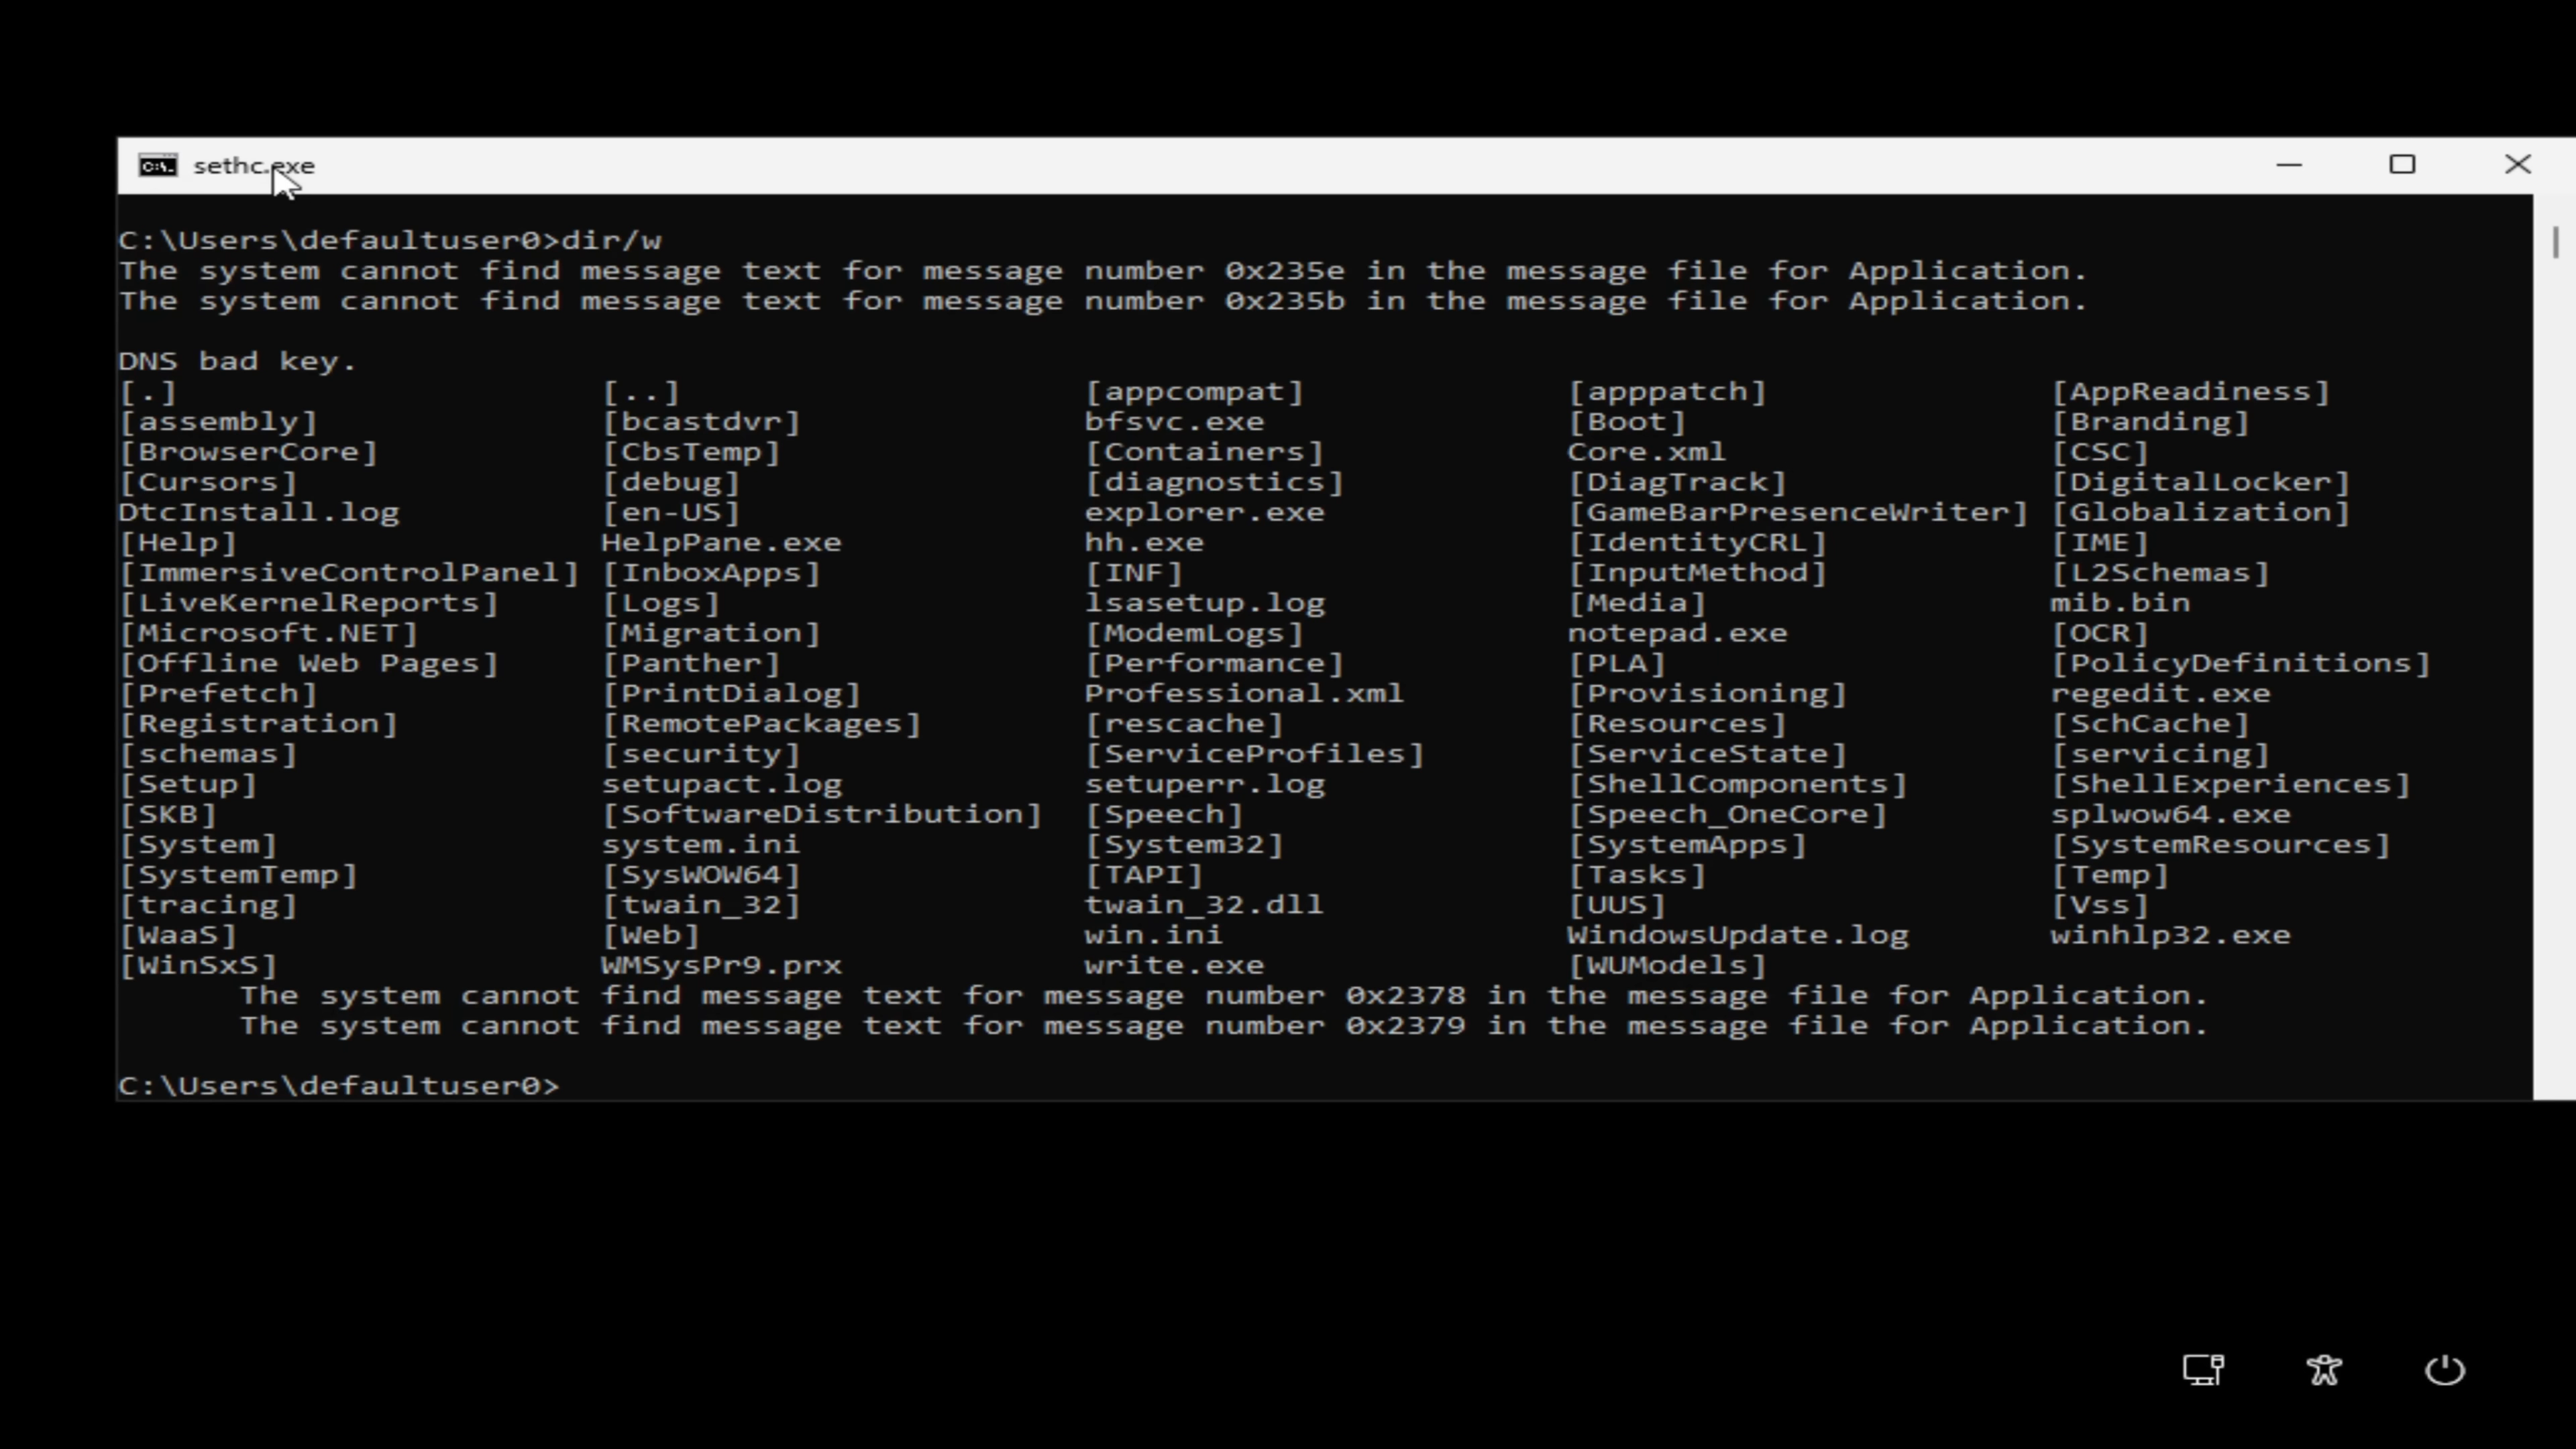 sethc.exe
C:\Users\defaultuser0>dir/w
The system cannot find message text for message number 0x235e in the message file for Application.
The system cannot find message text for message number 0x235b in the message file for Application.
DNS bad key.
[.] [..] [appcompat] [apppatch] [AppReadiness]
[assembly] [bcastdvr] bfsvc.exe [Boot] [Branding]
[BrowserCore] [CbsTemp] [Containers] Core.xml [CSC]
[Cursors] [debug] [diagnostics] [DiagTrack] [DigitalLocker]
DtcInstall.log [en-US] explorer.exe [GameBarPresenceWriter] [Globalization]
[Help] HelpPane.exe hh.exe [IdentityCRL] [IME]
[ImmersiveControlPanel] [InboxApps] [INF] [InputMethod] [L2Schemas]
[LiveKernelReports] [Logs] lsasetup.log [Media] mib.bin
[Microsoft.NET] [Migration] [ModemLogs] notepad.exe [OCR]
[Offline Web Pages] [Panther] [Performance] [PLA] [PolicyDefinitions]
[Prefetch] [PrintDialog] Professional.xml [Provisioning] regedit.exe
[Registration] [RemotePackages] [rescache] [Resources] [SchCache]
[schemas] [security] [ServiceProfiles] [ServiceState] [servicing]
[Setup] setupact.log setuperr.log [ShellComponents] [ShellExperiences]
[SKB] [SoftwareDistribution] [Speech] [Speech_OneCore] splwow64.exe
[System] system.ini [System32] [SystemApps] [SystemResources]
[SystemTemp] [SysWOW64] [TAPI] [Tasks] [Temp]
[tracing] [twain_32] twain_32.dll [UUS] [Vss]
[WaaS] [Web] win.ini WindowsUpdate.log winhlp32.exe
[WinSxS] WMSysPr9.prx write.exe [WUModels]
The system cannot find message text for message number 0x2378 in the message file for Application.
The system cannot find message text for message number 0x2379 in the message file for Application.
C:\Users\defaultuser0>